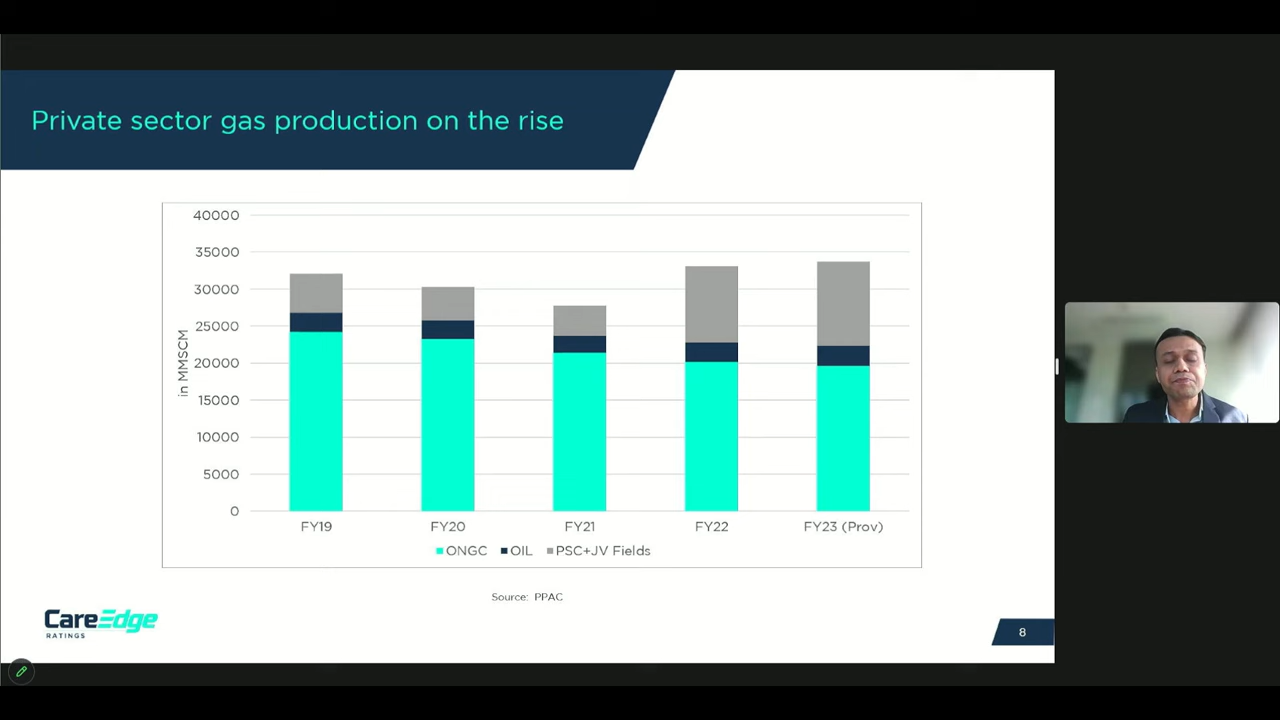 Private sector gas production on the rise
40000
35000
30000
25000
20000
15000
10000
5000
0
in MMSCM
FY19 FY20 FY21 FY22 FY23 (Prov)
ONGC OIL PSC+JV Fields
Source: PPAC
CareEdge
RATINGS
8